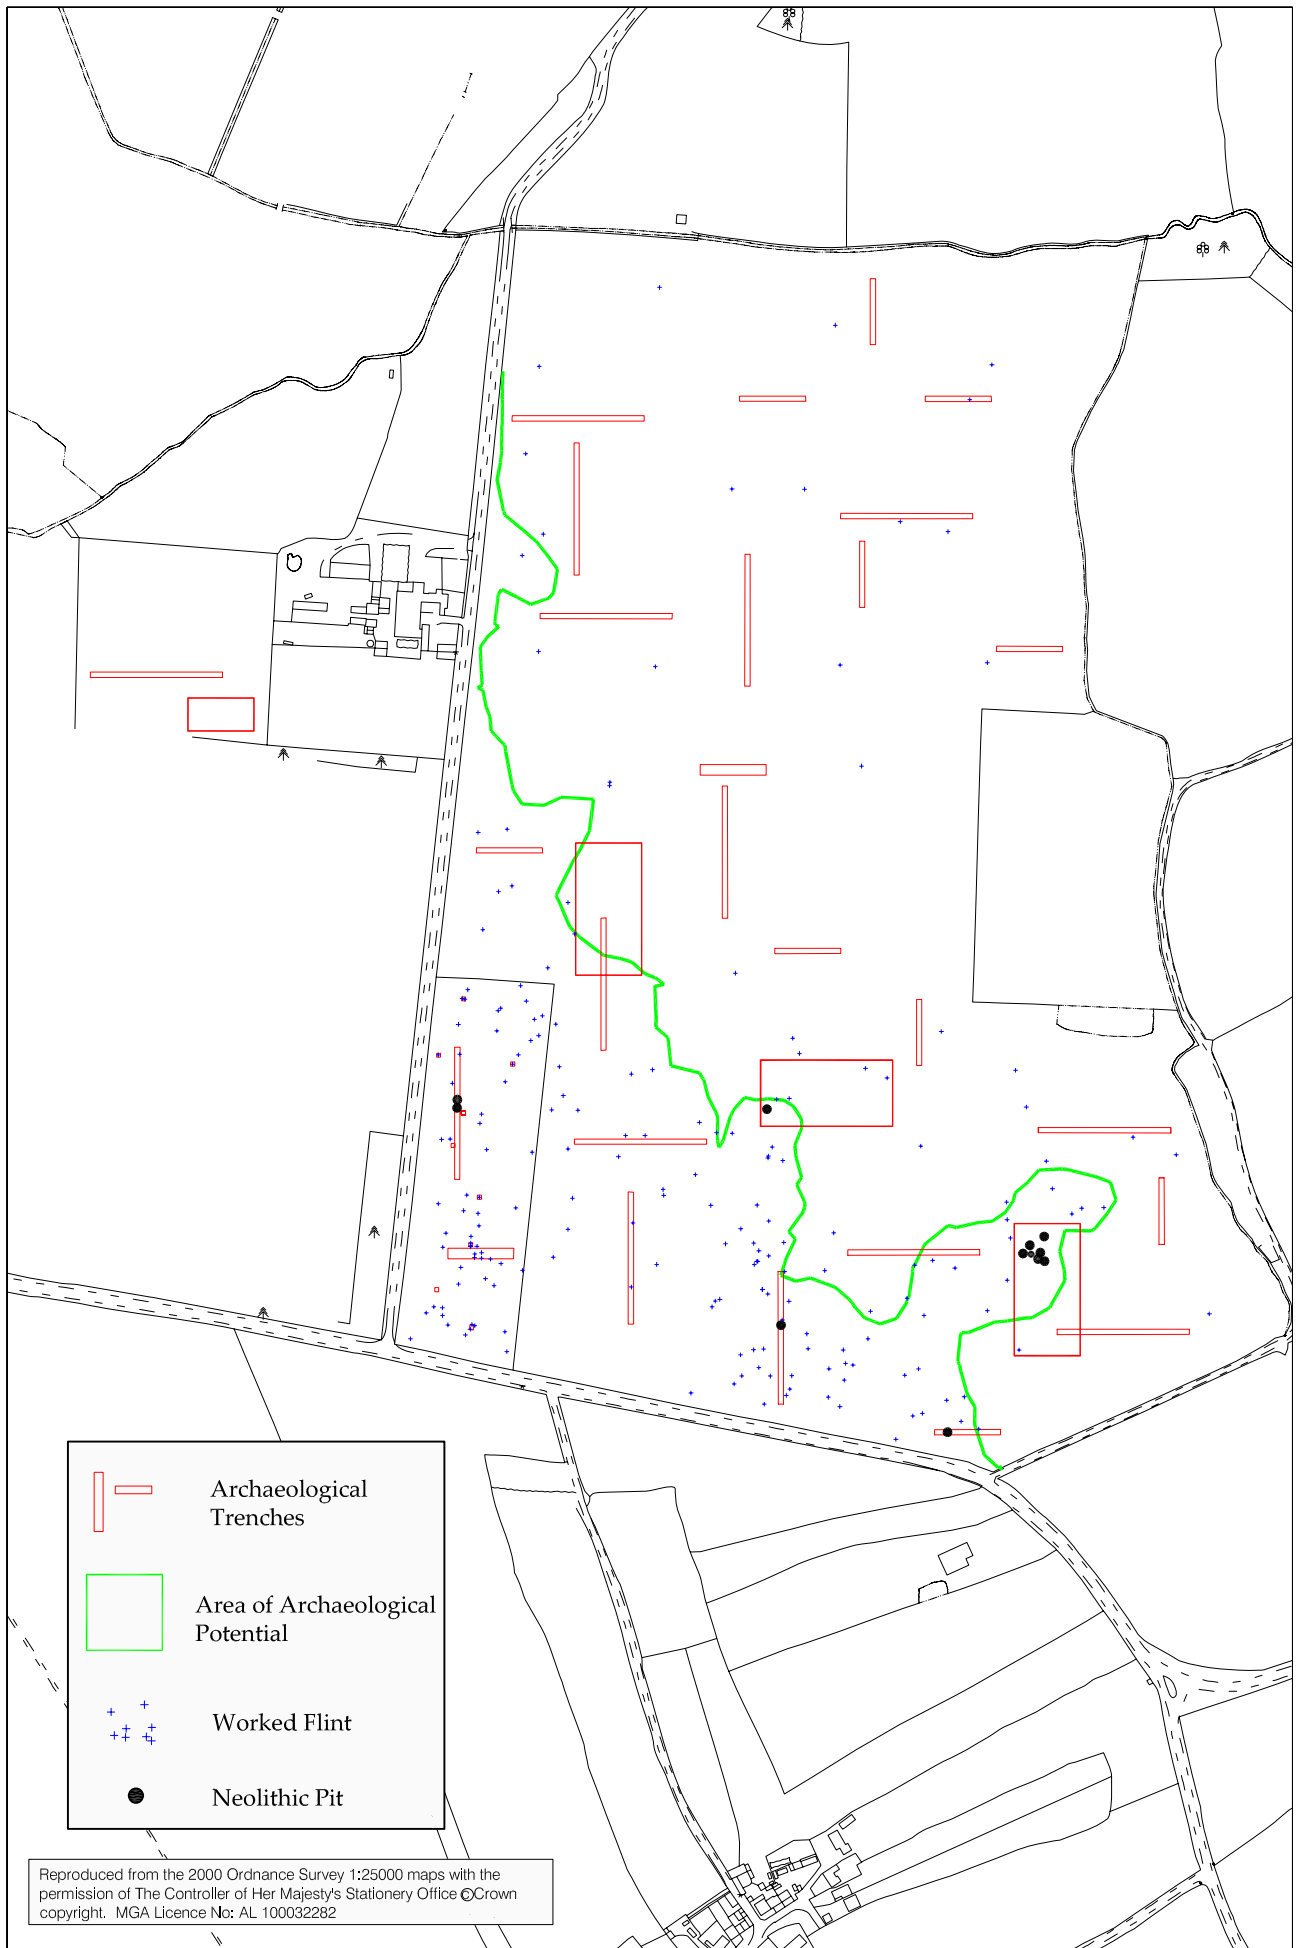 Archaeological
Trenches
Area of Archaeological
Potential
Worked Flint
Neolithic Pit
Reproduced from the 2000 Ordnance Survey 1:25000 maps with the
permission of The Controller of Her Majesty's Stationery Office © Crown
copyright. MGA Licence No: AL 100032282